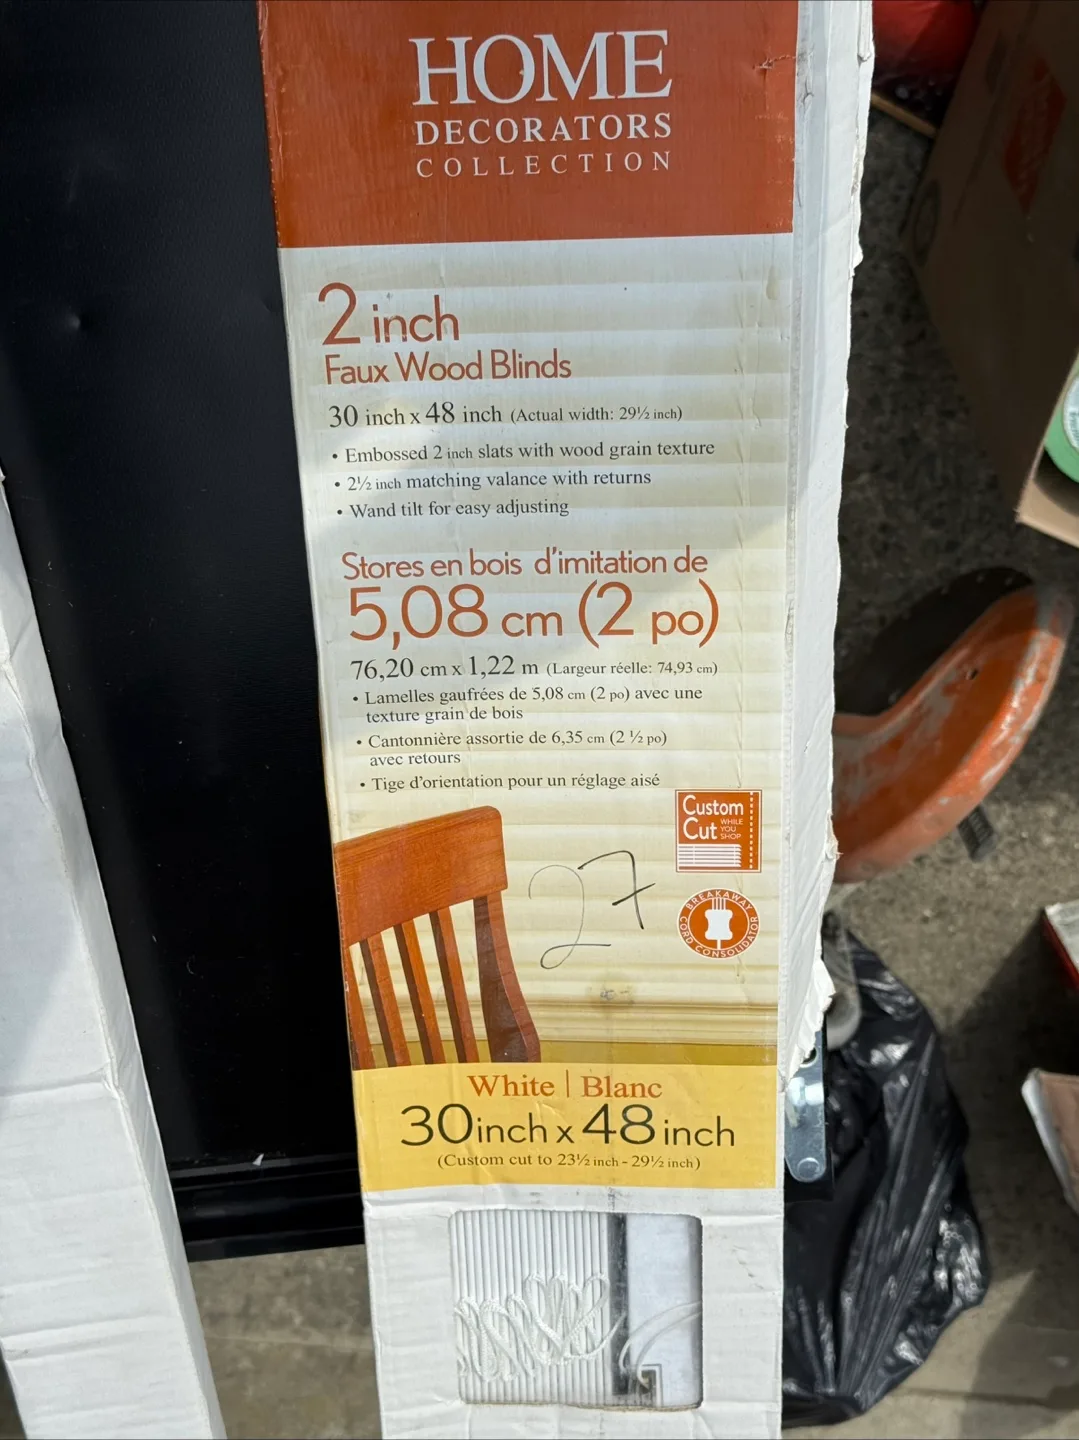 HOME
DECORATORS
COLLECTION
2 inch
Faux Wood Blinds
30 inch x 48 inch (Actual width: 29½ inch)
• Embossed 2 inch slats with wood grain texture
• 2½ inch matching valance with returns
• Wand tilt for easy adjusting
Stores en bois d'imitation de
5,08 cm (2 po)
76,20 cm x 1,22 m (Largeur réelle: 74,93 cm)
• Lamelles gaufrées de 5,08 cm (2 po) avec une
texture grain de bois
• Cantonnière assortie de 6,35 cm (2 ½ po)
avec retours
• Tige d'orientation pour un réglage aisé
Custom
Cut WHILE
YOU
SHOP
BREAKAWAY
CORD CONSOLIDATOR
27
White | Blanc
30 inch x 48 inch
(Custom cut to 23½ inch - 29½ inch)